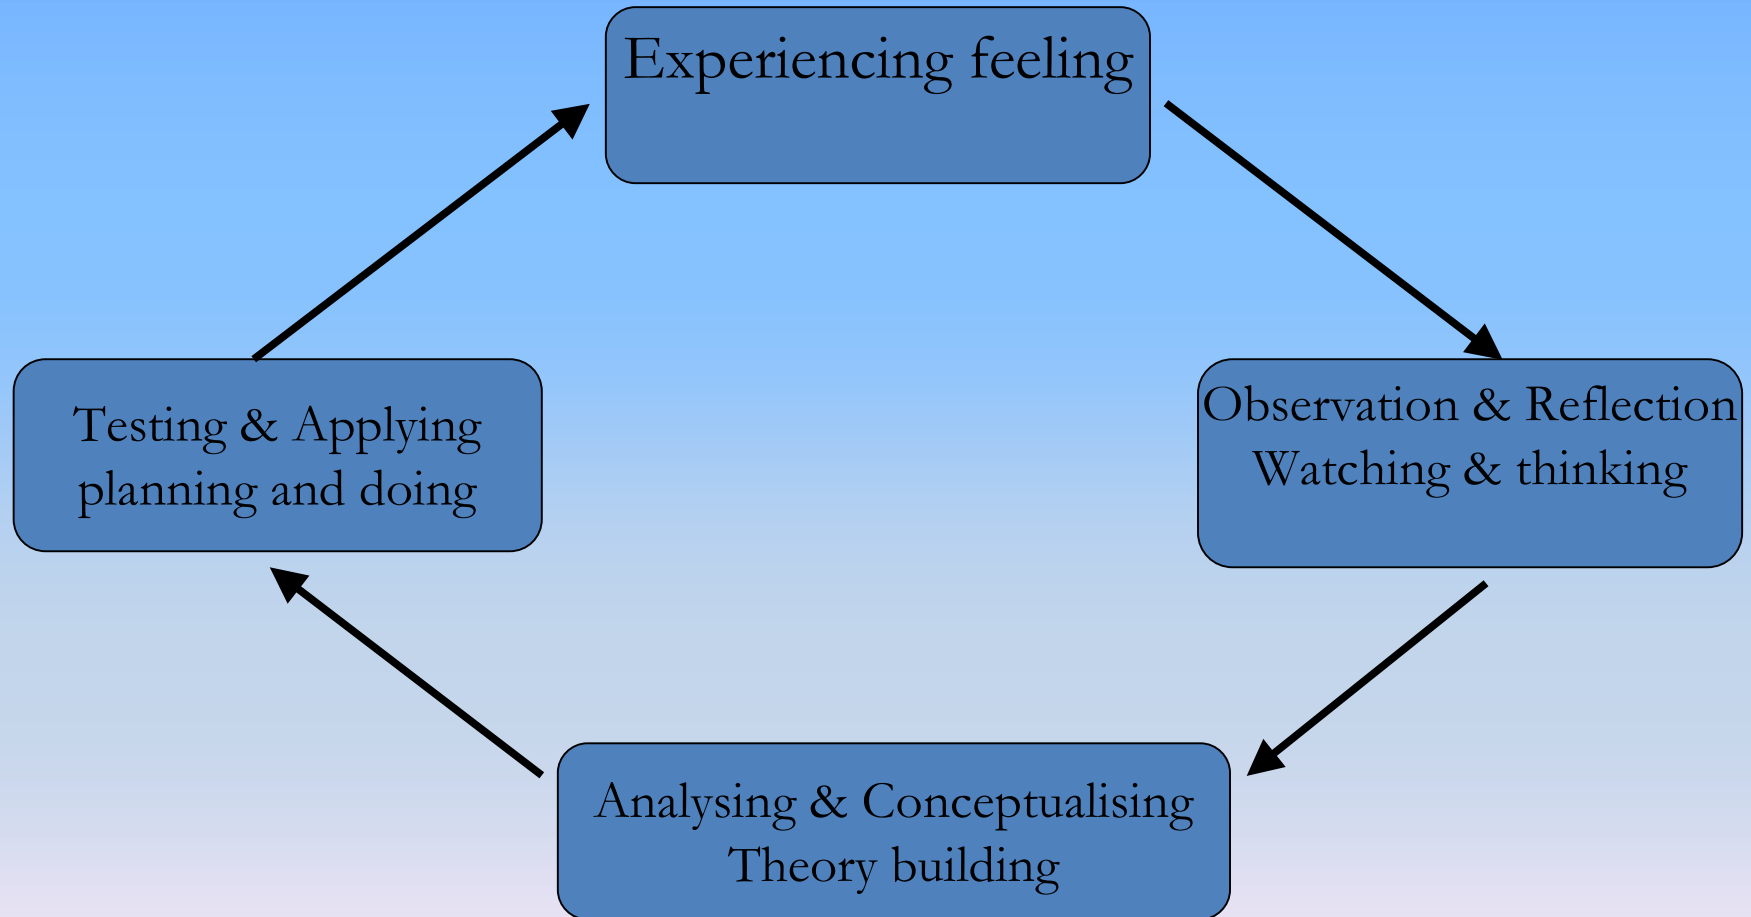 Experiencing feeling
Observation & Reflection
Watching & thinking
Testing & Applying
planning and doing
Analysing & Conceptualising
Theory building